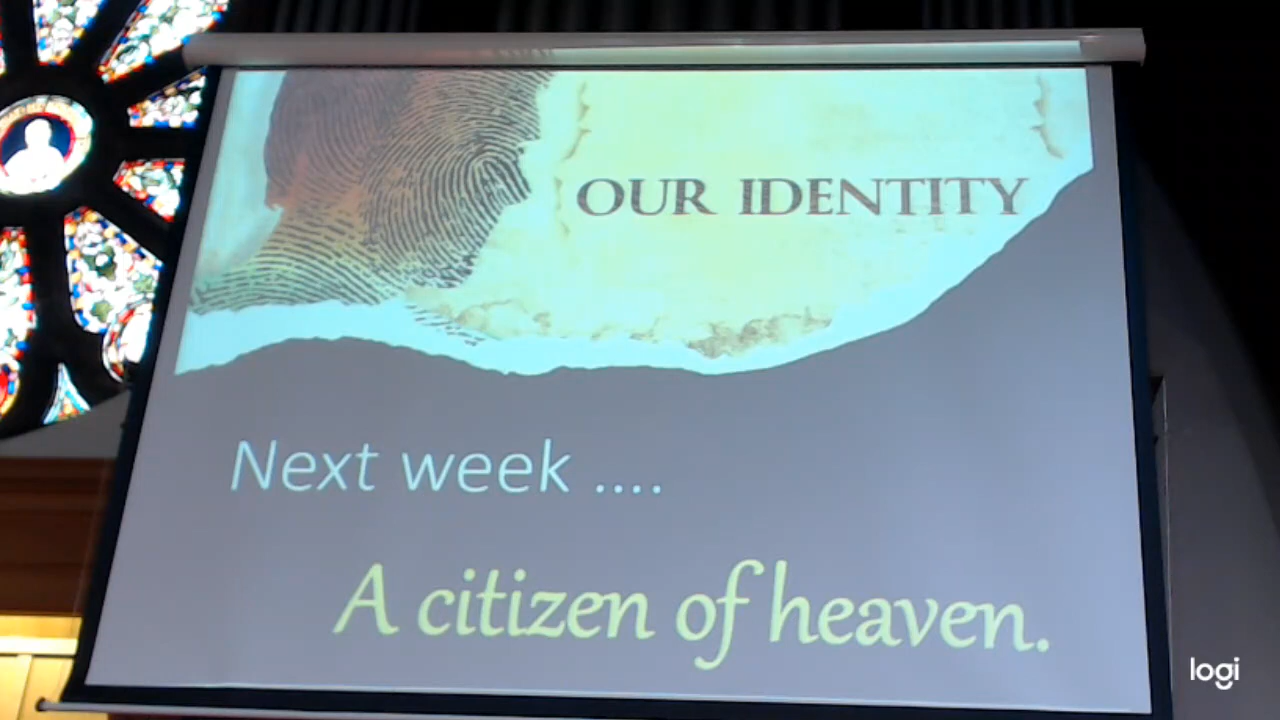 OUR IDENTITY
Next week ....
A citizen of heaven.
logi